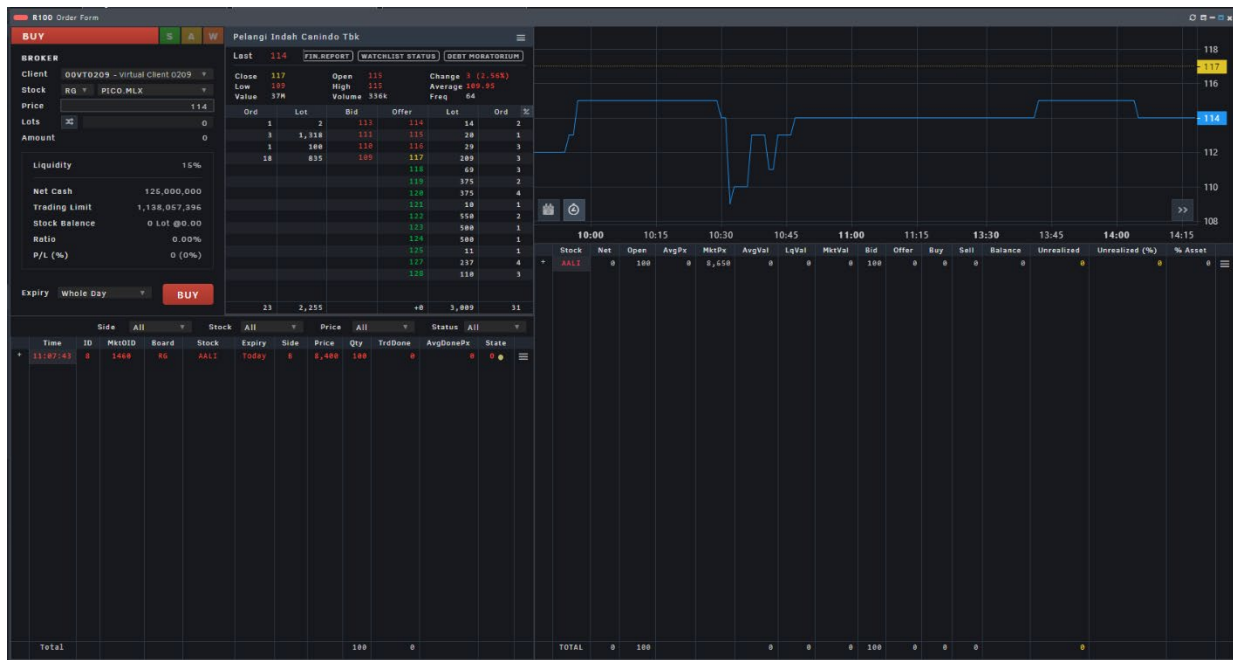 R100 Order Form
BUY S A W
BROKER
Client 00VT0209 - Virtual Client 0209
Stock RG PICO.MLX
Price 114
Lots 0
Amount 0
Liquidity 15%
Net Cash 125,000,000
Trading Limit 1,138,057,396
Stock Balance 0 Lot @0.00
Ratio 0.00%
P/L (%) 0 (0%)
Expiry Whole Day BUY
Pelangi Indah Canindo Tbk
Last 114 FIN.REPORT WATCHLIST STATUS DEBT MORATORIUM
Close 117 Open 115 Change 3 (2.56%)
Low 109 High 115 Average 109.95
Value 37M Volume 336k Freq 64
Ord Lot Bid Offer Lot Ord %
1 2 113 114 14 2
3 1,318 111 115 20 1
1 100 110 116 29 3
18 835 109 117 209 3
118 69 3
119 375 2
120 375 4
121 10 1
122 550 2
123 500 1
124 500 1
125 11 1
127 237 4
128 110 3
23 2,255 +0 3,009 31
118
117
116
114
112
110
108
10:00 10:15 10:30 10:45 11:00 11:15 13:30 13:45 14:00 14:15
Stock Net Open AvgPx MktPx AvgVal LqVal MktVal Bid Offer Buy Sell Balance Unrealized Unrealized (%) % Asset
+ AALI 0 100 0 8,650 0 0 0 100 0 0 0 0 0 0 0
TOTAL 0 100 0 0 0 100 0 0 0 0
Side All Stock All Price All Status All
Time ID MktOID Board Stock Expiry Side Price Qty TrdDone AvgDonePx State
+ 11:07:43 8 1460 RG AALI Today B 8,400 100 0 0 O
Total 100 0